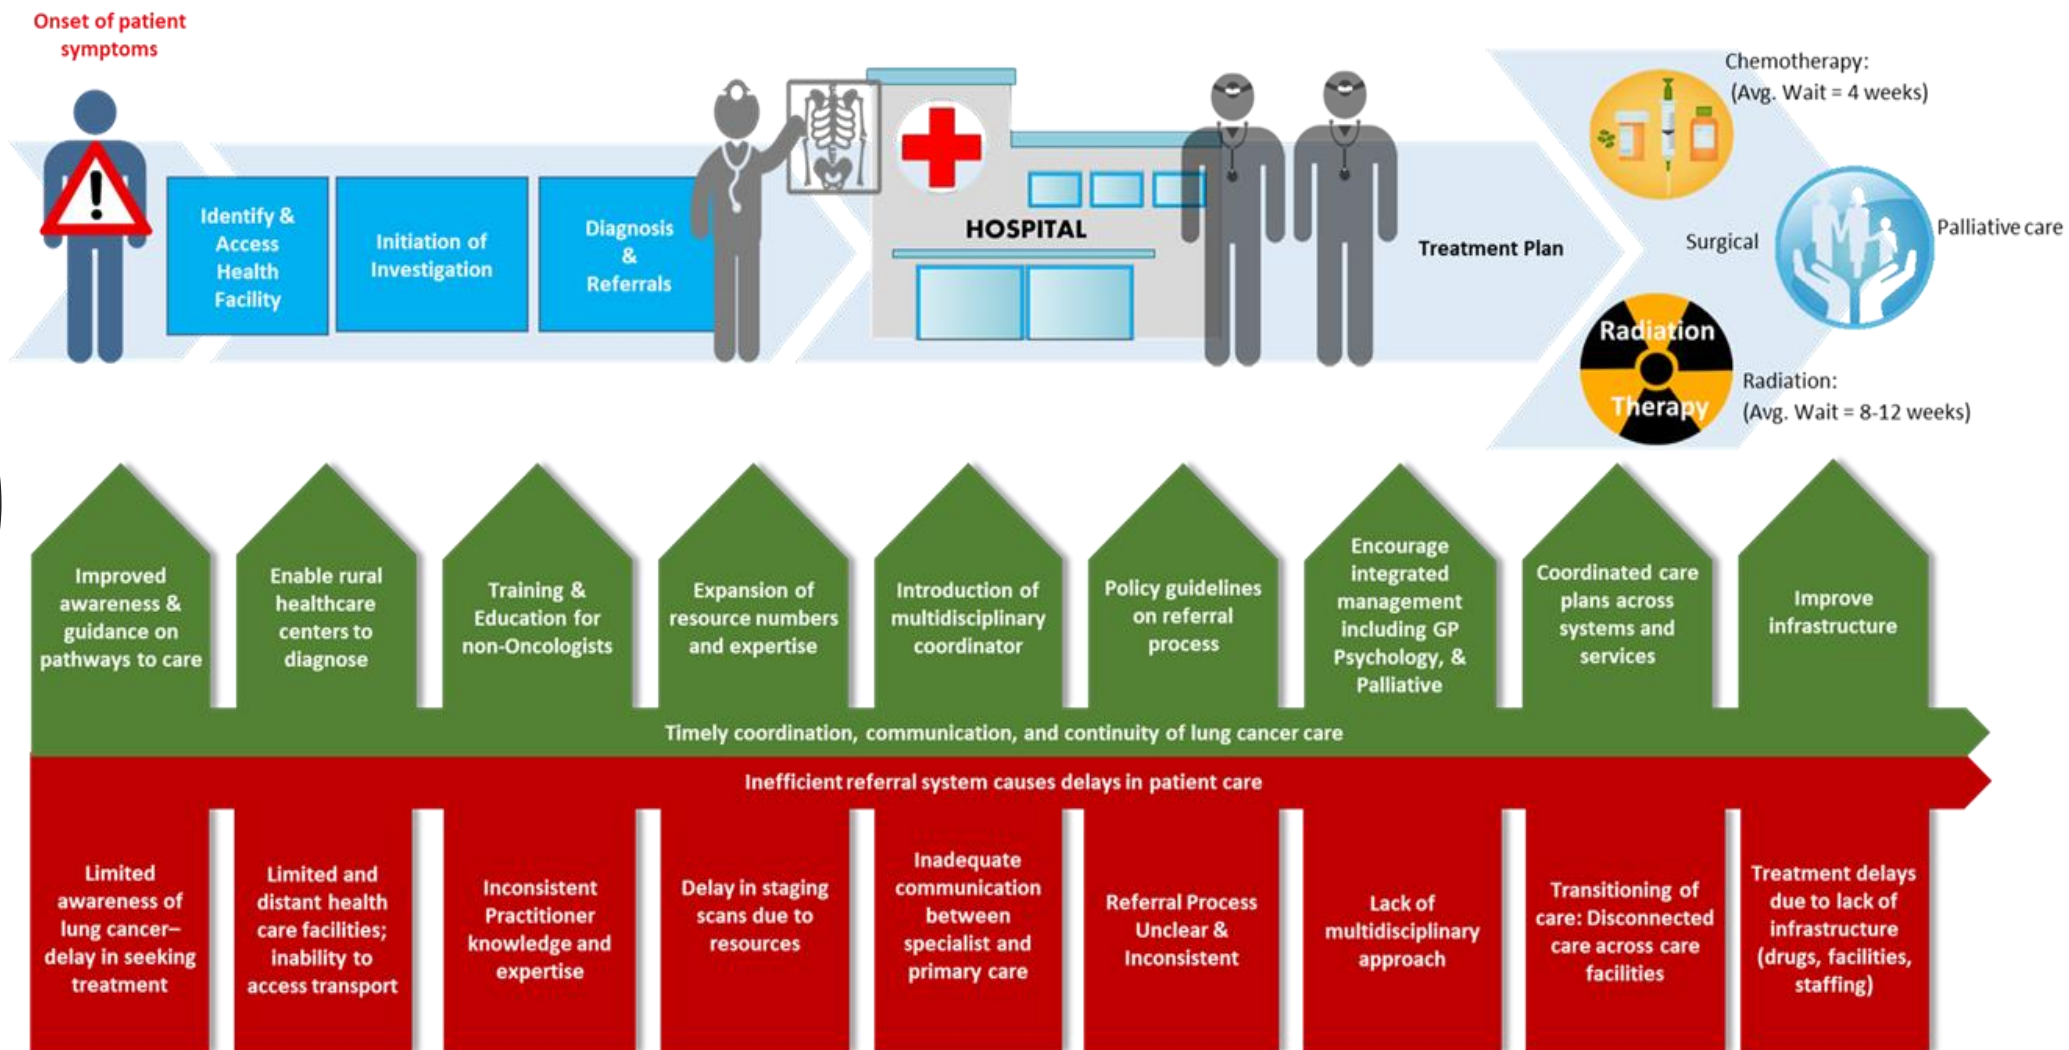 Onset of patient
symptoms
Identify &
Access
Health
Facility
Initiation of
Investigation
Diagnosis
&
Referrals
HOSPITAL
Treatment Plan
Chemotherapy:
(Avg. Wait = 4 weeks)
Surgical
Palliative care
Radiation
Therapy
Radiation:
(Avg. Wait = 8-12 weeks)
Improved
awareness &
guidance on
pathways to care
Enable rural
healthcare
centers to
diagnose
Training &
Education for
non-Oncologists
Expansion of
resource numbers
and expertise
Introduction of
multidisciplinary
coordinator
Policy guidelines
on referral
process
Encourage
integrated
management
including GP
Psychology, &
Palliative
Coordinated care
plans across
systems and
services
Improve
infrastructure
Timely coordination, communication, and continuity of lung cancer care
Inefficient referral system causes delays in patient care
Limited
awareness of
lung cancer–
delay in seeking
treatment
Limited and
distant health
care facilities;
inability to
access transport
Inconsistent
Practitioner
knowledge and
expertise
Delay in staging
scans due to
resources
Inadequate
communication
between
specialist and
primary care
Referral Process
Unclear &
Inconsistent
Lack of
multidisciplinary
approach
Transitioning of
care: Disconnected
care across care
facilities
Treatment delays
due to lack of
infrastructure
(drugs, facilities,
staffing)